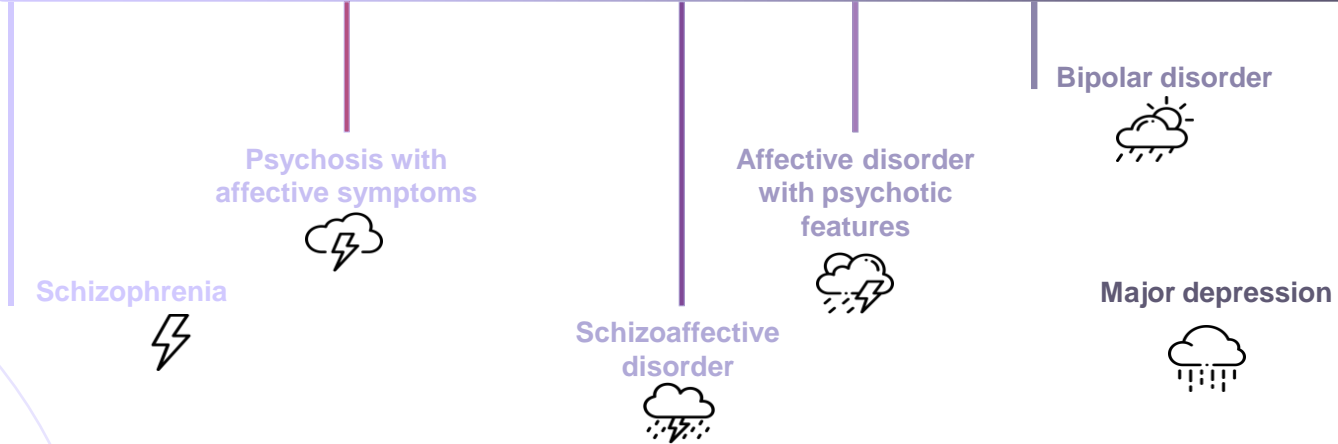 Bipolar disorder
Psychosis with
affective symptoms
Affective disorder
with psychotic
features
Schizophrenia
Major depression
Schizoaffective
disorder